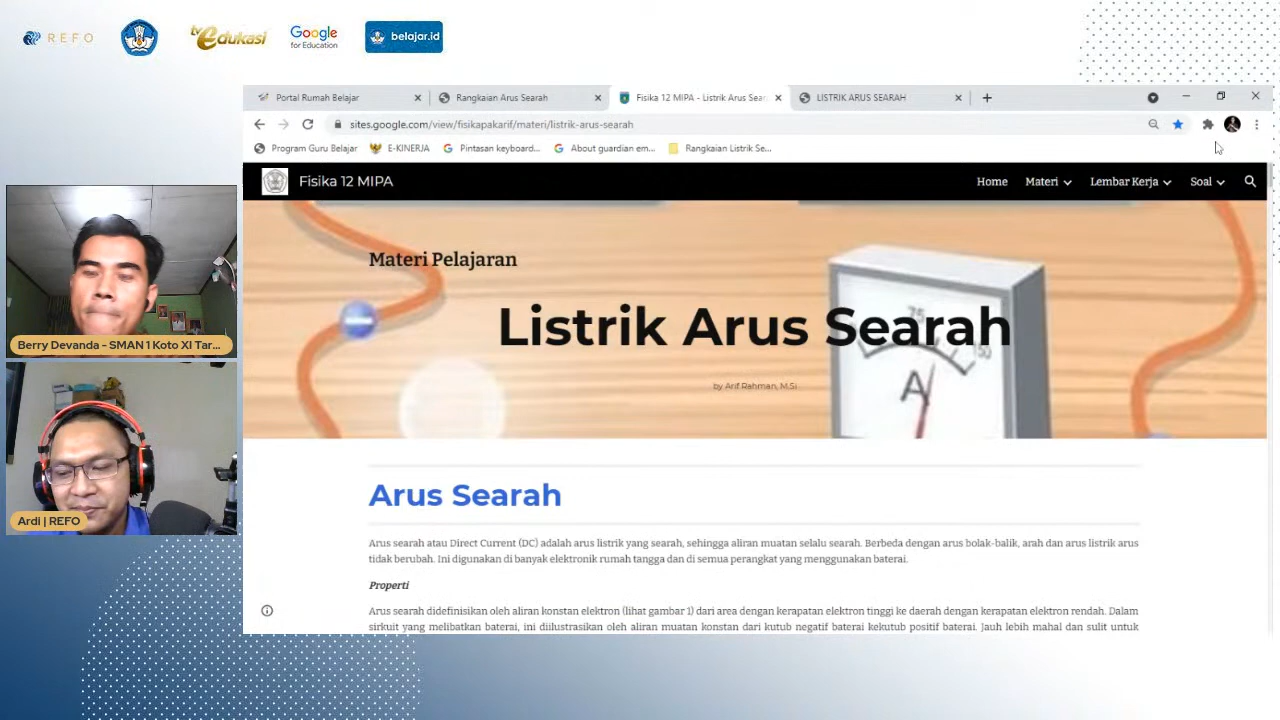 REFO
tv edukasi
Google
for Education
belajar.id
Portal Rumah Belajar
Rangkaian Arus Searah
Fisika 12 MIPA - Listrik Arus Sear
LISTRIK ARUS SEARAH
sites.google.com/view/fisikapakarif/materi/listrik-arus-searah
Program Guru Belajar
E-KINERJA
Pintasan keyboard...
About guardian em...
Rangkaian Listrik Se...
Fisika 12 MIPA
Home
Materi
Lembar Kerja
Soal
Materi Pelajaran
Listrik Arus Searah
by Arif Rahman, M.Si
75
150
A
Arus Searah
Arus searah atau Direct Current (DC) adalah arus listrik yang searah, sehingga aliran muatan selalu searah. Berbeda dengan arus bolak-balik, arah dan arus listrik arus
tidak berubah. Ini digunakan di banyak elektronik rumah tangga dan di semua perangkat yang menggunakan baterai.
Properti
Arus searah didefinisikan oleh aliran konstan elektron (lihat gambar 1) dari area dengan kerapatan elektron tinggi ke daerah dengan kerapatan elektron rendah. Dalam
sirkuit yang melibatkan baterai, ini diilustrasikan oleh aliran muatan konstan dari kutub negatif baterai kekutub positif baterai. Jauh lebih mahal dan sulit untuk
Berry Devanda - SMAN 1 Koto XI Tar...
Ardi | REFO